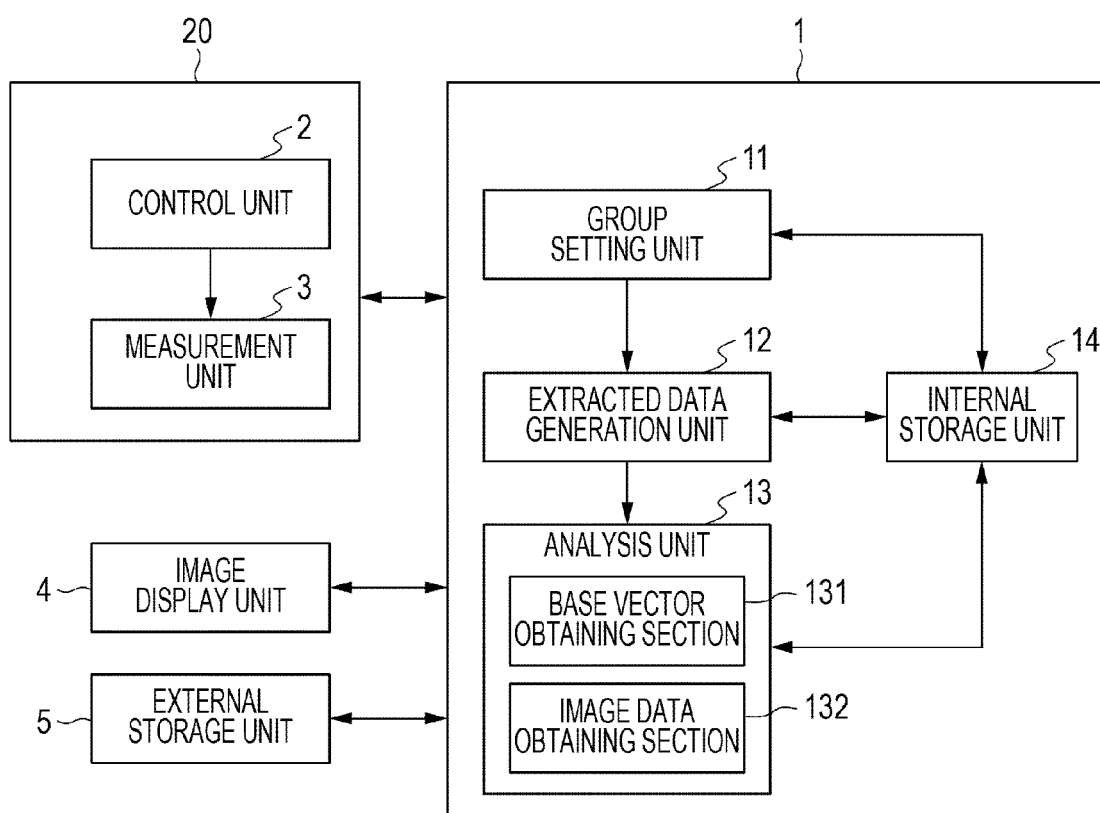 20
1
2
CONTROL UNIT
3
MEASUREMENT
UNIT
11
GROUP
SETTING UNIT
12
EXTRACTED DATA
GENERATION UNIT
14
INTERNAL
STORAGE UNIT
13
ANALYSIS UNIT
131
BASE VECTOR
OBTAINING SECTION
132
IMAGE DATA
OBTAINING SECTION
4
IMAGE
DISPLAY UNIT
5
EXTERNAL
STORAGE UNIT